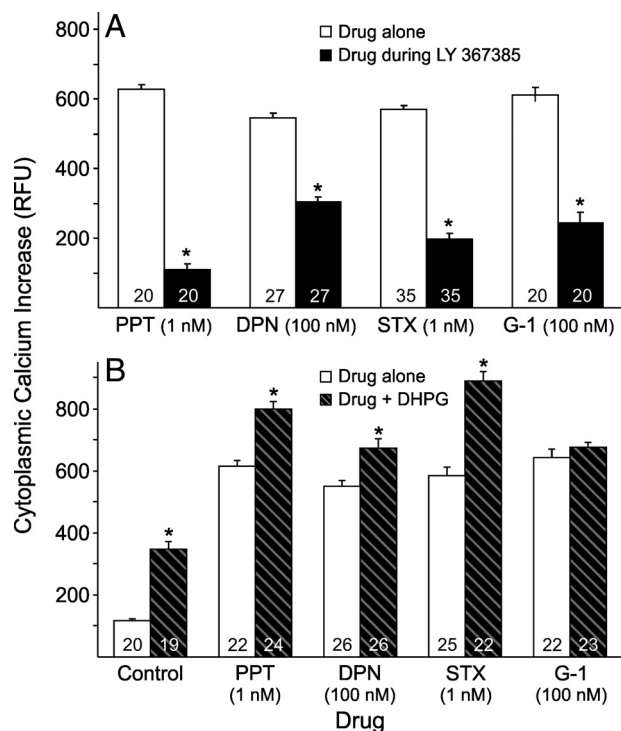 A
800
Drug alone
Drug during LY 367385
600
*
400
*
*
*
200
20 20 27 27 35 35 20 20
PPT (1 nM) DPN (100 nM) STX (1 nM) G-1 (100 nM)
Cytoplasmic Calcium Increase (RFU)
B
Drug alone
Drug + DHPG
*
*
800
*
600
400
*
200
20 19 22 24 26 26 25 22 22 23
Control PPT DPN STX G-1
(1 nM) (100 nM) (1 nM) (100 nM)
Drug